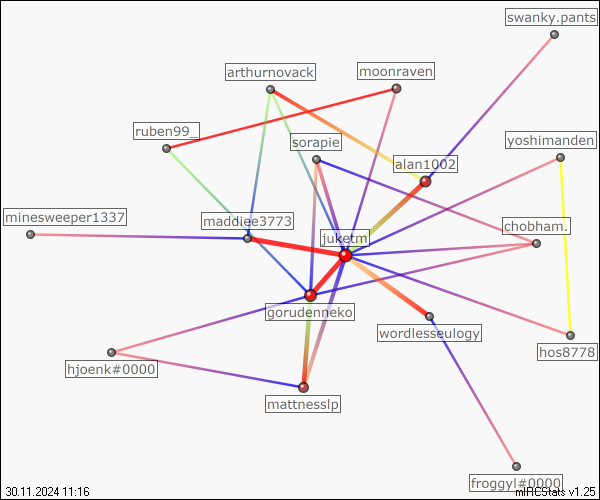 swanky.pants
arthurnovack
moonraven
ruben99_
sorapie
yoshimanden
alan1002
minesweeper1337
maddiee3773
chobham.
juketm
gorudenneko
wordlesseulogy
hos8778
hjoenk#0000
mattnesslp
froggyl#0000
30.11.2024 11:16
mIRCStats v1.25